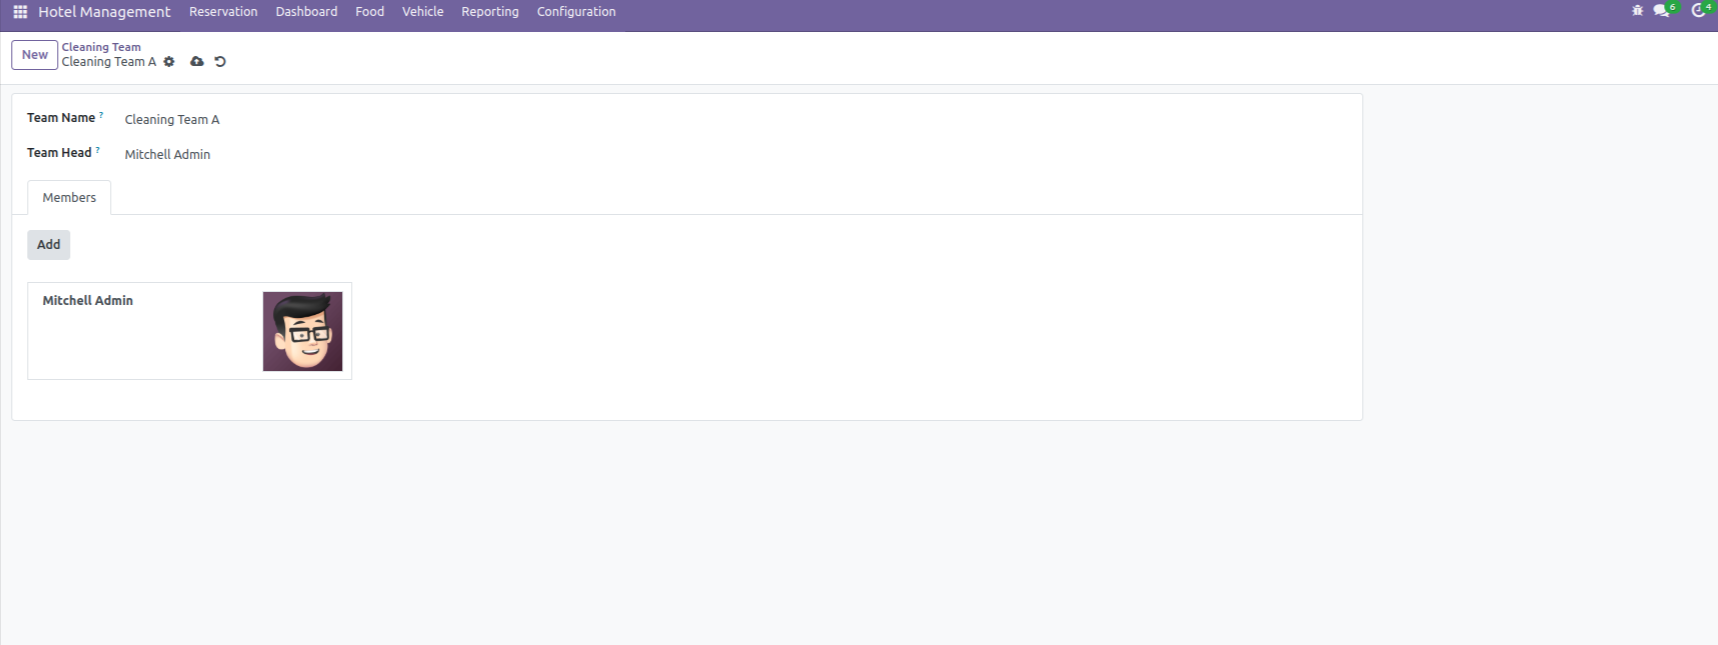 Hotel Management Reservation Dashboard Food Vehicle Reporting Configuration 6 4
New
Cleaning Team
Cleaning Team A
Team Name ? Cleaning Team A
Team Head ? Mitchell Admin
Members
Add
Mitchell Admin